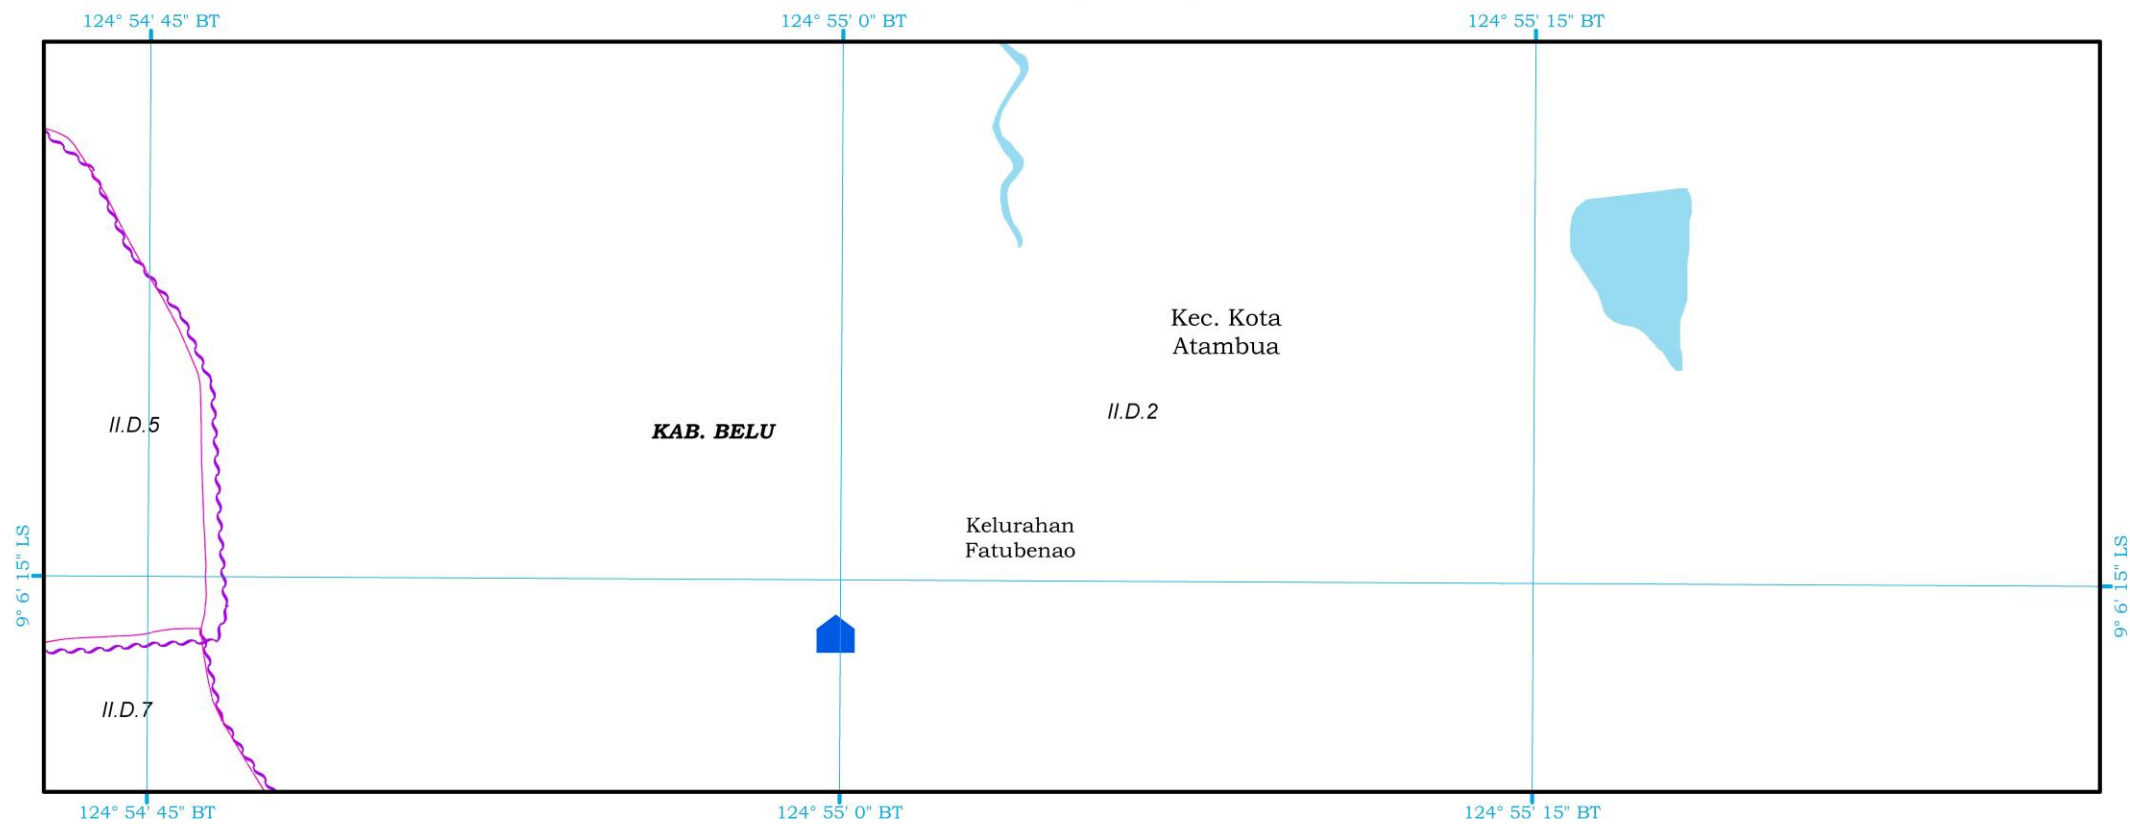 124° 54' 45" BT
124° 55' 0" BT
124° 55' 15" BT
Kec. Kota
Atambua
II.D.2
II.D.5
KAB. BELU
Kelurahan
Fatubenao
9° 6' 15" LS
9° 6' 15" LS
II.D.7
124° 54' 45" BT
124° 55' 0" BT
124° 55' 15" BT